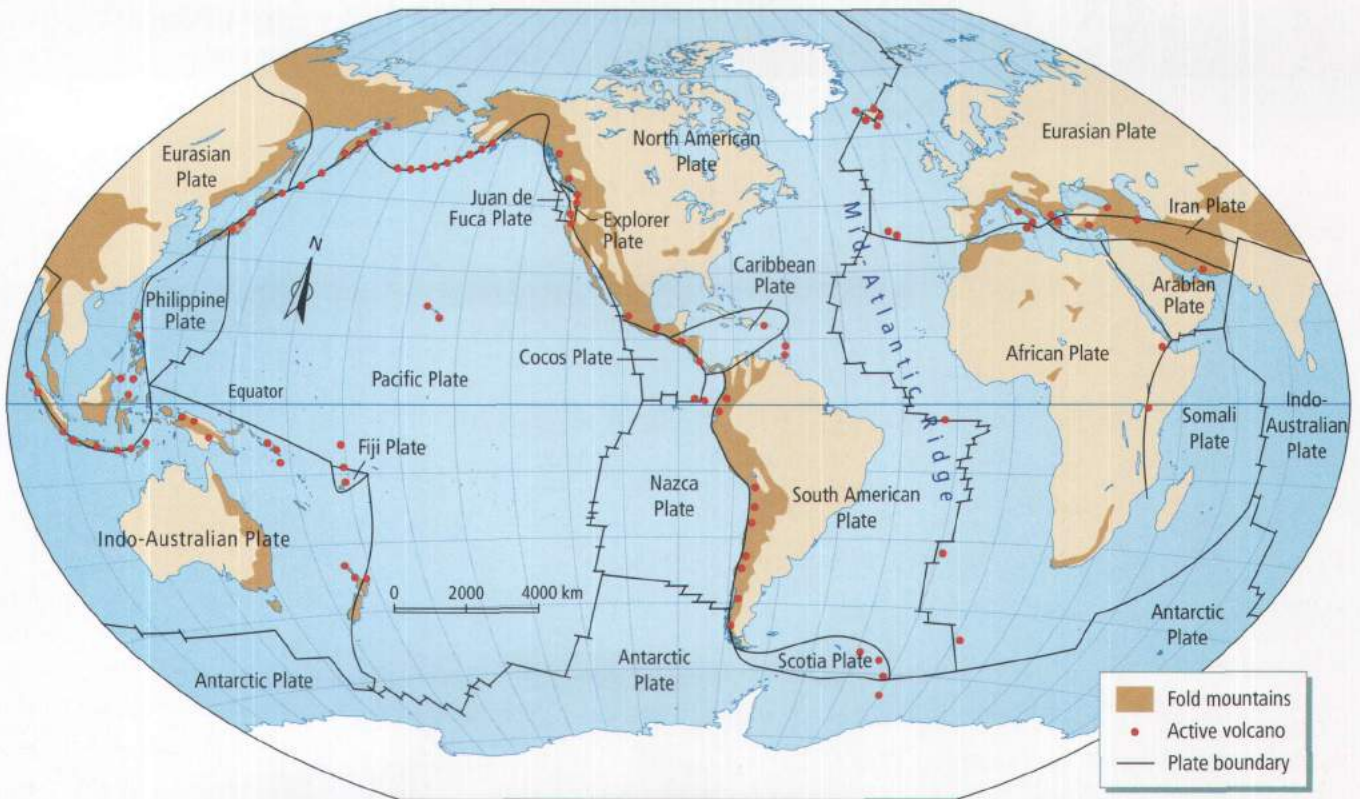 Eurasian
Plate
North American
Plate
Eurasian Plate
Juan de
Fuca Plate
Explorer
Plate
Iran Plate
N
Mid-Atlantic Ridge
Caribbean
Plate
Arabian
Plate
Philippine
Plate
Cocos Plate
African Plate
Equator
Pacific Plate
Somali
Plate
Indo-
Australian
Plate
Fiji Plate
Nazca
Plate
South American
Plate
Indo-Australian Plate
0 2000 4000 km
Antarctic
Plate
Antarctic Plate
Antarctic
Plate
Scotia Plate
Fold mountains
Active volcano
Plate boundary